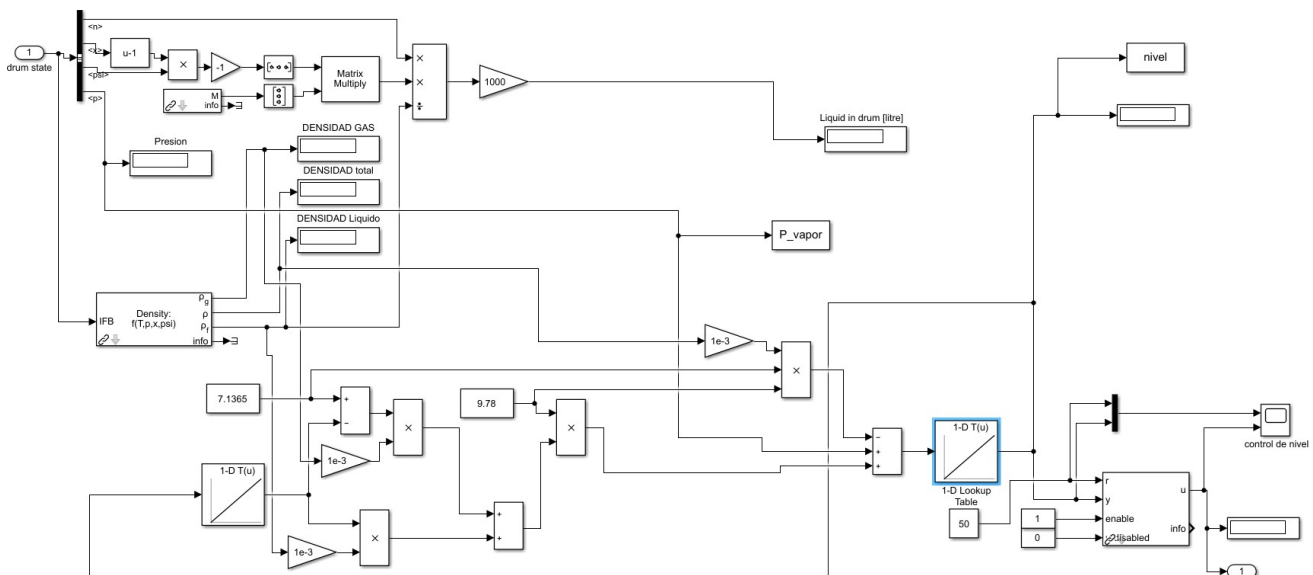 <n>
1
drum state
<x>
u-1
×
-1
[● ● ●]
Matrix
Multiply
×
×
÷
1000
nivel
<psi>
M
info
<p>
Liquid in drum [litre]
DENSIDAD GAS
Presion
DENSIDAD total
DENSIDAD Liquido
P_vapor
IFB
Density:
f(T,p,x,psi)
ρg
ρ
ρf
info
1e-3
×
7.1365
+
−
×
9.78
×
−
+
+
1-D T(u)
1-D Lookup
Table
control de nivel
1e-3
1-D T(u)
+
+
50
r
y
enable
u
info
1
0
1e-3
×
1